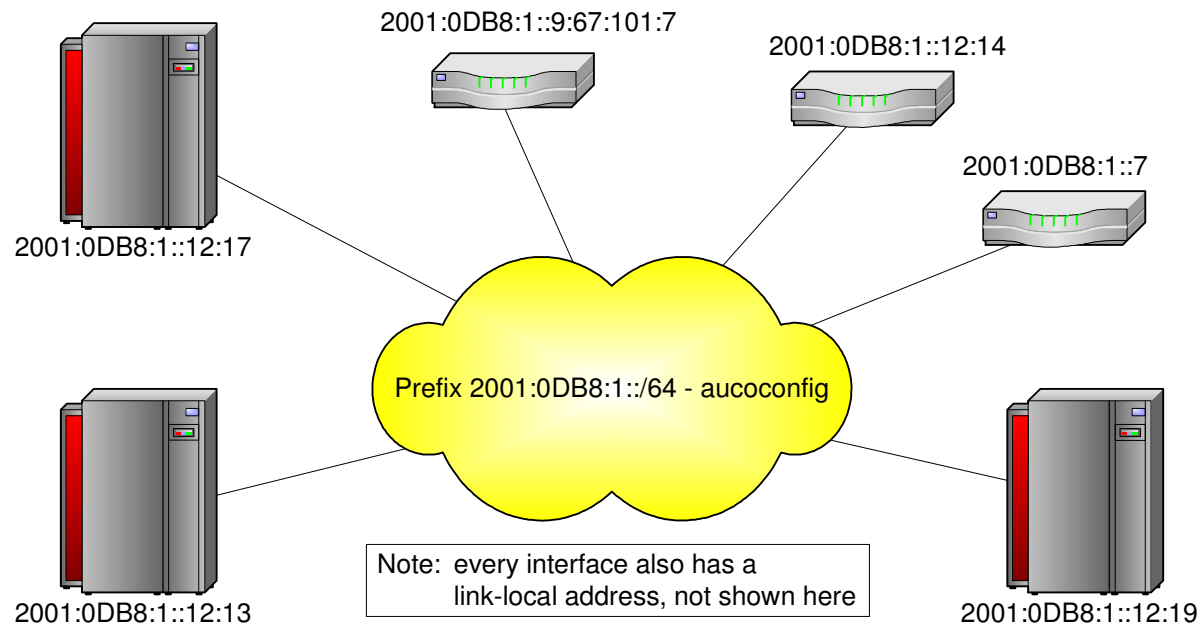 2001:0DB8:1::9:67:101:7
2001:0DB8:1::12:14
2001:0DB8:1::7
2001:0DB8:1::12:17
Prefix 2001:0DB8:1::/64 - aucoconfig
Note: every interface also has a
link-local address, not shown here
2001:0DB8:1::12:13
2001:0DB8:1::12:19